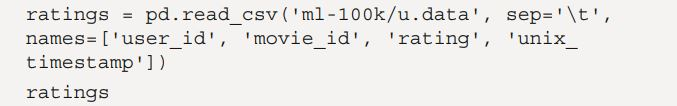 ratings = pd.read_csv('ml-100k/u.data', sep='\t',
names=['user_id', 'movie_id', 'rating', 'unix_
timestamp'])
ratings